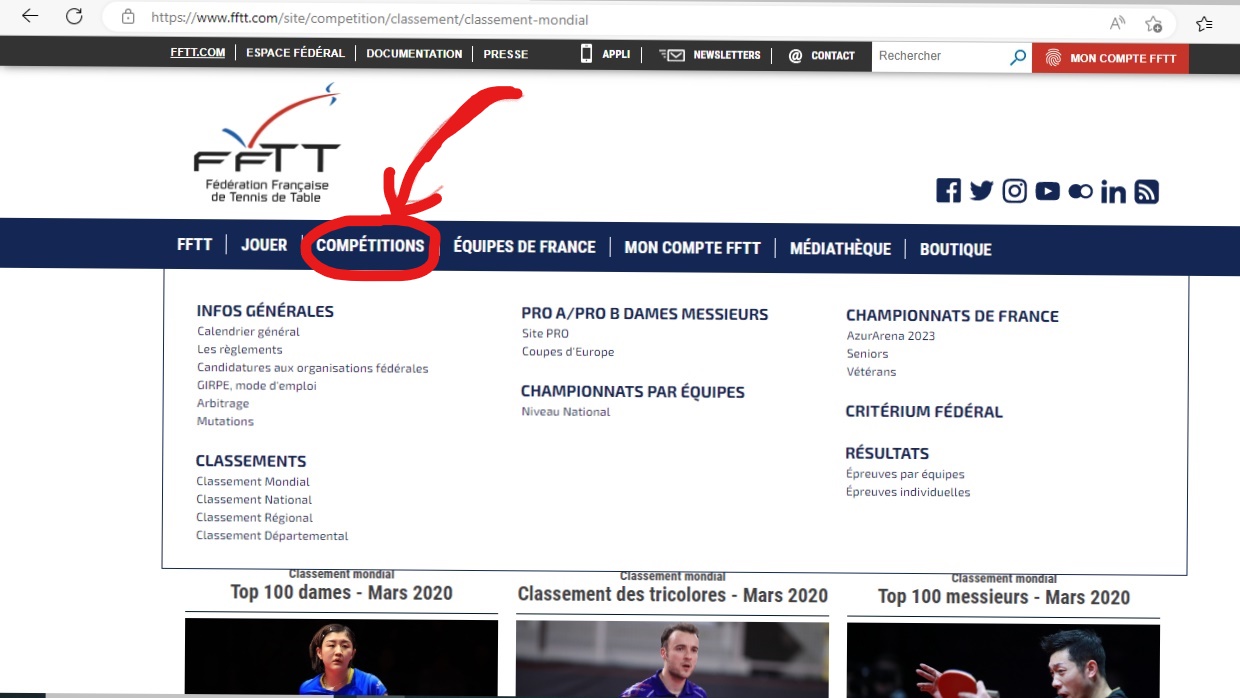 https://www.fftt.com/site/competition/classement/classement-mondial
FFTT.COM ESPACE FÉDÉRAL DOCUMENTATION PRESSE APPLI NEWSLETTERS @ CONTACT Rechercher MON COMPTE FFTT
FFTT
Fédération Française
de Tennis de Table
FFTT JOUER COMPÉTITIONS ÉQUIPES DE FRANCE MON COMPTE FFTT MÉDIATHÈQUE BOUTIQUE
INFOS GÉNÉRALES
Calendrier général
Les règlements
Candidatures aux organisations fédérales
GIRPE, mode d'emploi
Arbitrage
Mutations
CLASSEMENTS
Classement Mondial
Classement National
Classement Régional
Classement Départemental
PRO A/PRO B DAMES MESSIEURS
Site PRO
Coupes d'Europe
CHAMPIONNATS PAR ÉQUIPES
Niveau National
CHAMPIONNATS DE FRANCE
AzurArena 2023
Seniors
Vétérans
CRITÉRIUM FÉDÉRAL
RÉSULTATS
Épreuves par équipes
Épreuves individuelles
Classement mondial
Top 100 dames - Mars 2020
Classement mondial
Classement des tricolores - Mars 2020
Classement mondial
Top 100 messieurs - Mars 2020